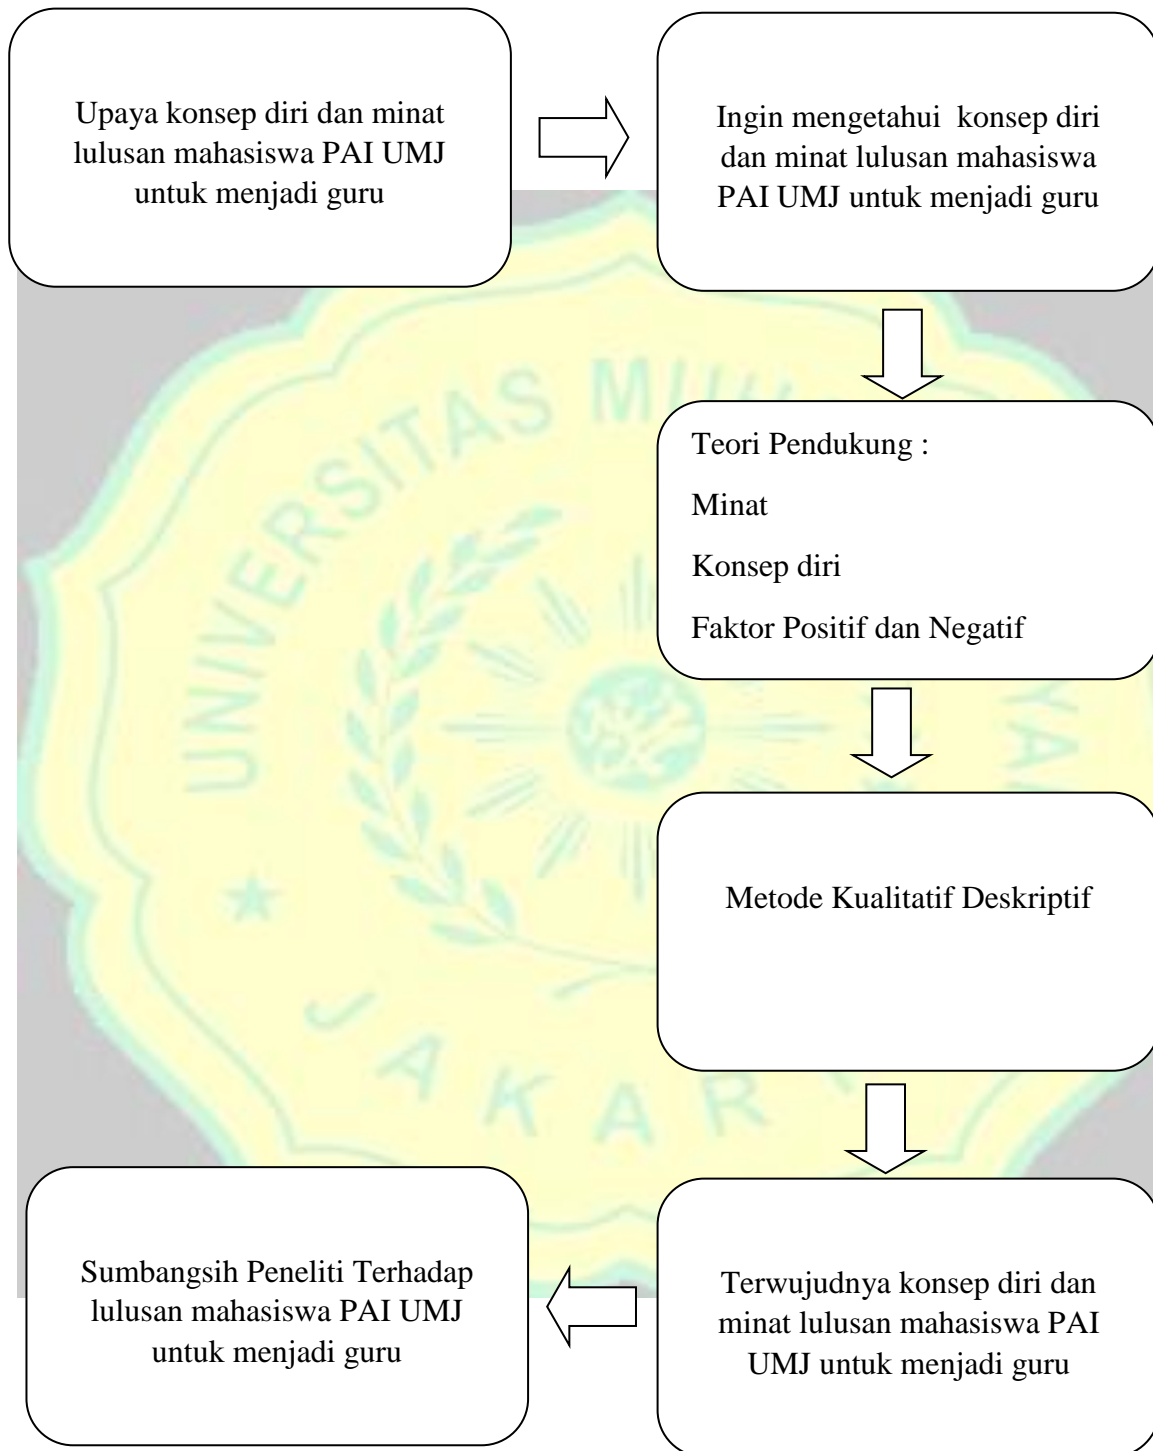 Upaya konsep diri dan minat
lulusan mahasiswa PAI UMJ
untuk menjadi guru
Ingin mengetahui  konsep diri
dan minat lulusan mahasiswa
PAI UMJ untuk menjadi guru
Teori Pendukung :
Minat
Konsep diri
Faktor Positif dan Negatif
Metode Kualitatif Deskriptif
Terwujudnya konsep diri dan
minat lulusan mahasiswa PAI
UMJ untuk menjadi guru
Sumbangsih Peneliti Terhadap
lulusan mahasiswa PAI UMJ
untuk menjadi guru
UNIVERSITAS